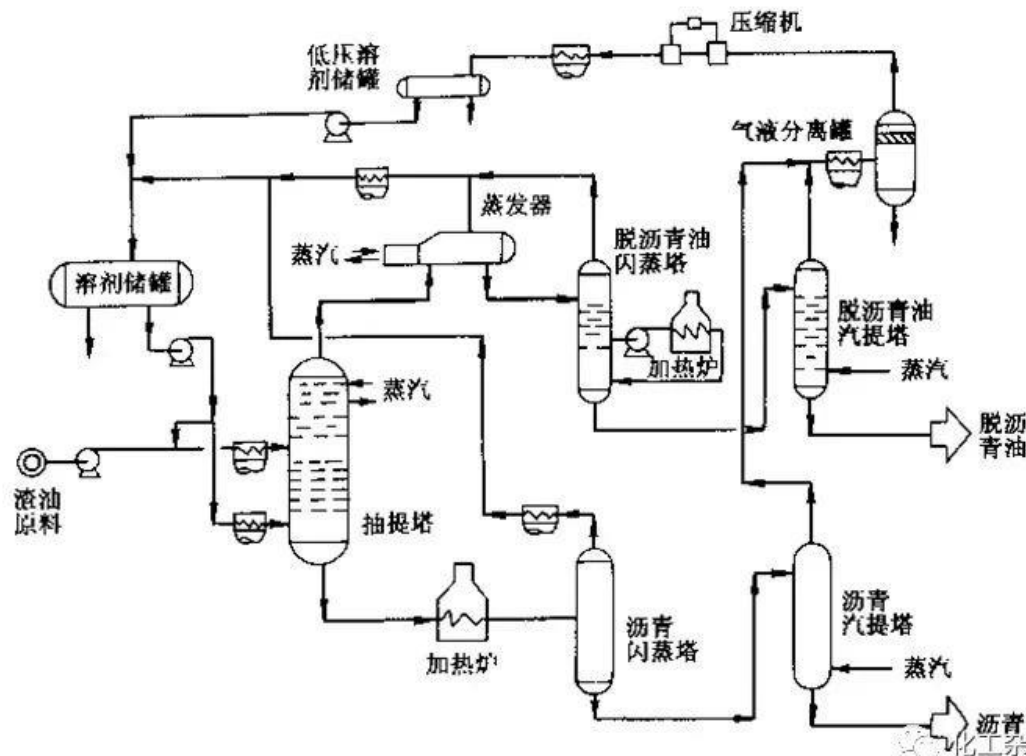 压缩机
低压溶
剂储罐
气液分离罐
蒸发器
蒸汽
脱沥青油
闪蒸塔
溶剂储罐
脱沥青油
汽提塔
加热炉
蒸汽
蒸汽
脱沥
青油
渣油
原料
抽提塔
沥青
闪蒸塔
沥青
汽提塔
加热炉
蒸汽
沥青
化工杂